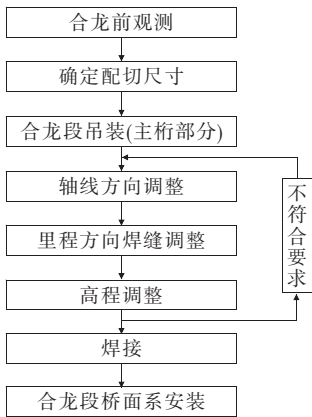 合龙前观测
确定配切尺寸
合龙段吊装(主桁部分)
轴线方向调整
里程方向焊缝调整
高程调整
不符合要求
焊接
合龙段桥面系安装